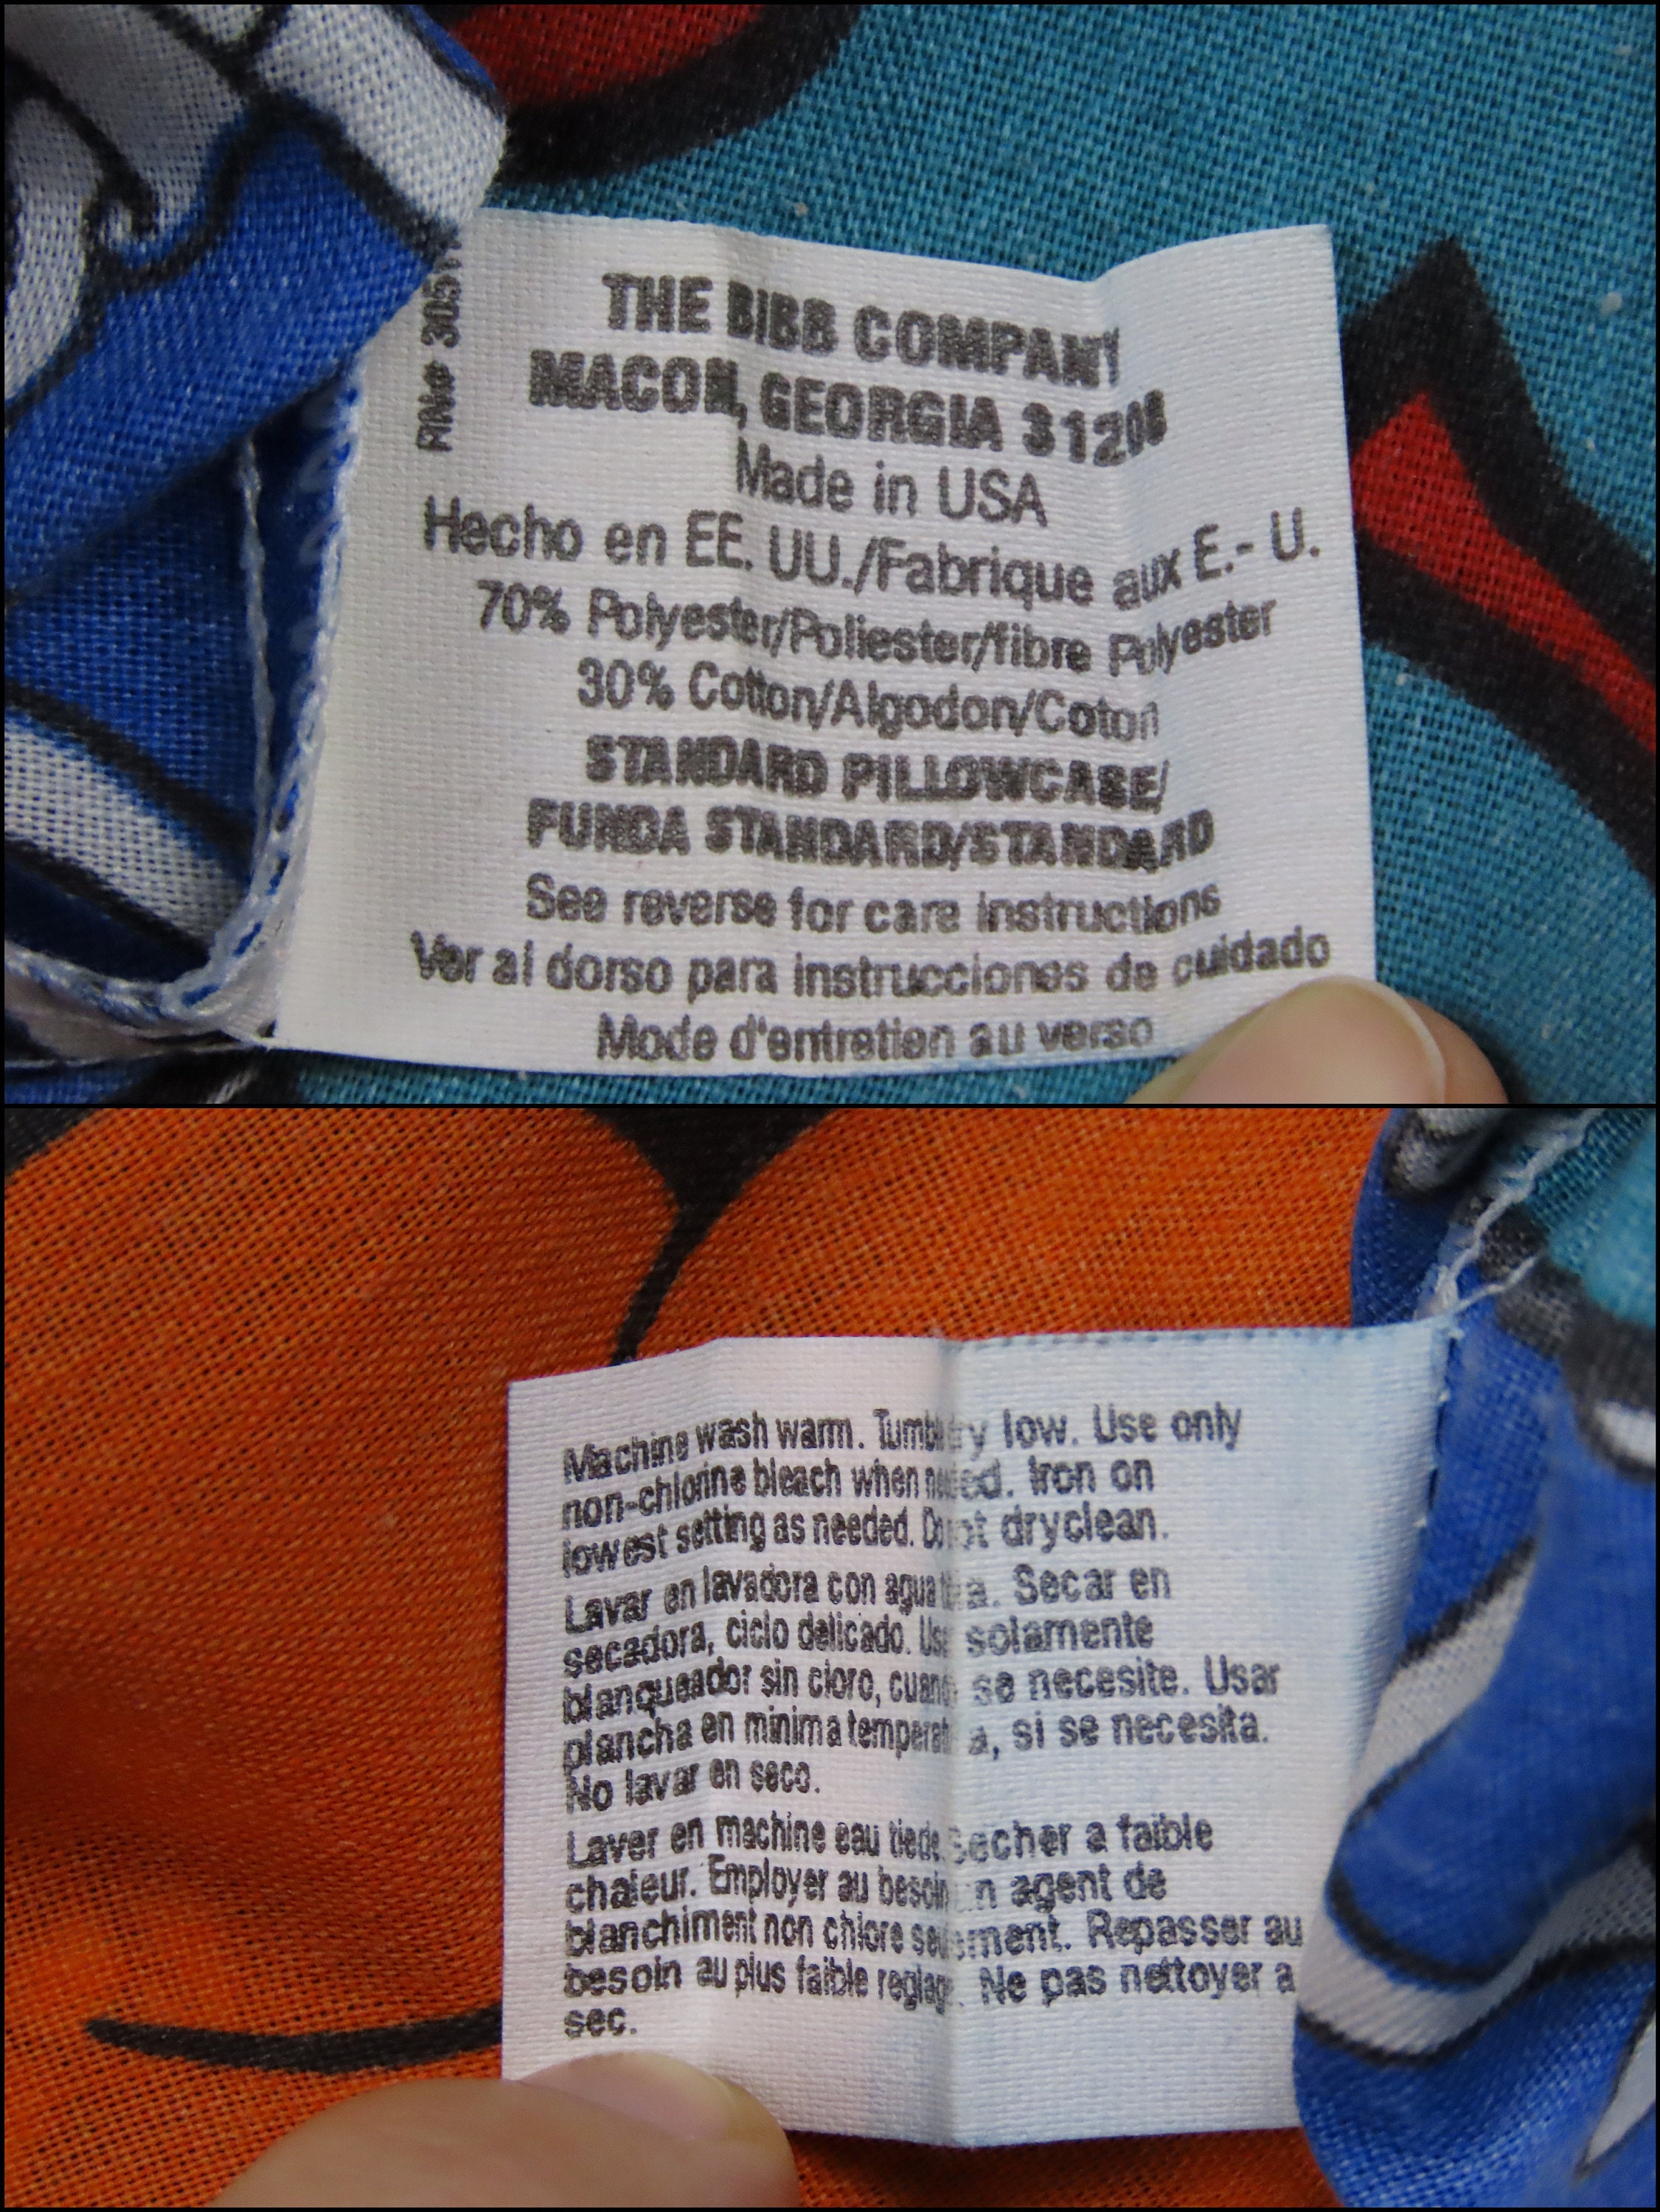 RN# 305
THE BIBB COMPANY
MACON, GEORGIA 31208
Made in USA
Hecho en EE. UU./Fabrique aux E.- U.
70% Polyester/Poliester/fibre Polyester
30% Cotton/Algodon/Coton
STANDARD PILLOWCASE/
FUNDA STANDARD/STANDARD
See reverse for care instructions
Ver al dorso para instrucciones de cuidado
Mode d'entretien au verso
Machine wash warm. low. Use only
non-chlorine bleach when needed. Iron on
lowest setting as needed. dryclean.
Lavar en lavadora con agua Secar en
secadora, ciclo delicado. solamente
blanqueador sin cloro, se necesite. Usar
plancha en minima si se necesita.
No lavar en seco.
Laver en machine eau Secher a faible
chaleur. Employer au besoin agent de
blanchiment non chlore Repasser au
besoin au plus faible Ne pas nettoyer a
sec.